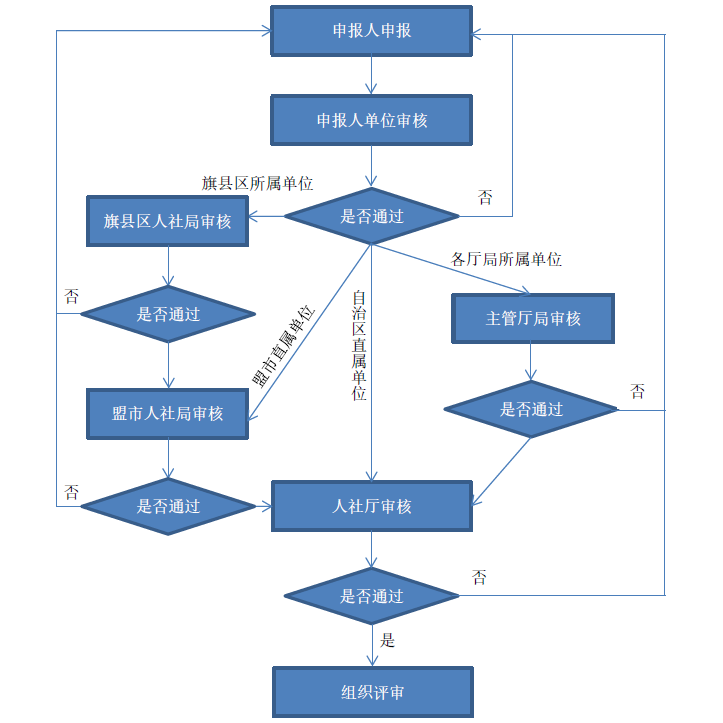 申报人申报
申报人单位审核
旗县区所属单位
是否通过
否
旗县区人社局审核
各厅局所属单位
否
是否通过
盟市直属单位
自治区直属单位
主管厅局审核
否
盟市人社局审核
是否通过
否
是否通过
人社厅审核
否
是否通过
是
组织评审